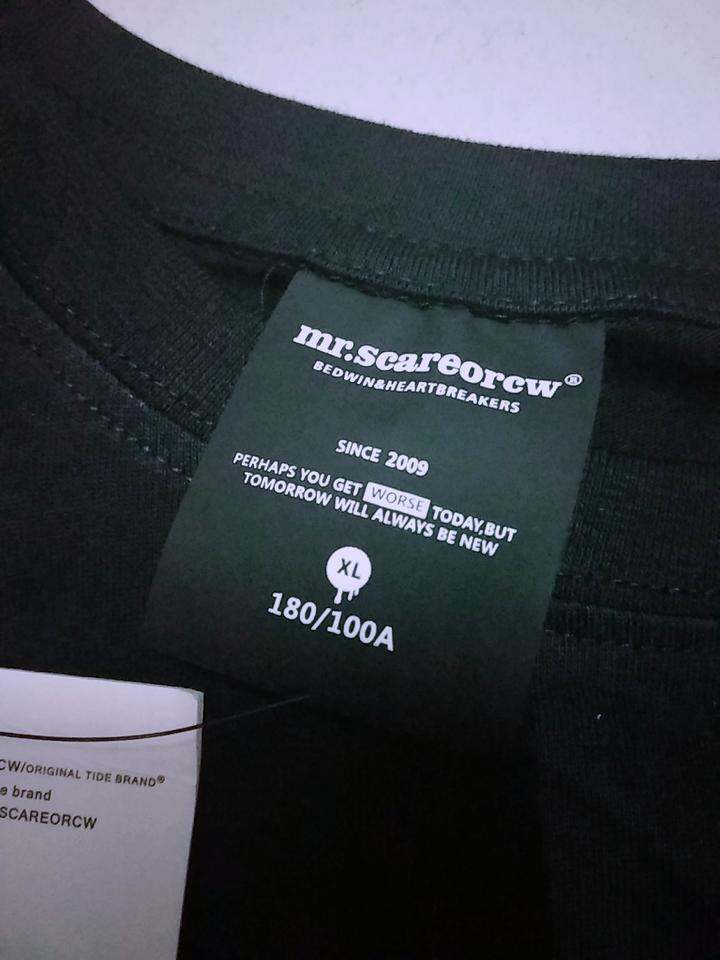 mr.scareorcw®
BEDWIN&HEARTBREAKERS
SINCE 2009
PERHAPS YOU GET WORSE TODAY,BUT
TOMORROW WILL ALWAYS BE NEW
XL
180/100A
CW/ORIGINAL TIDE BRAND®
e brand
SCAREORCW